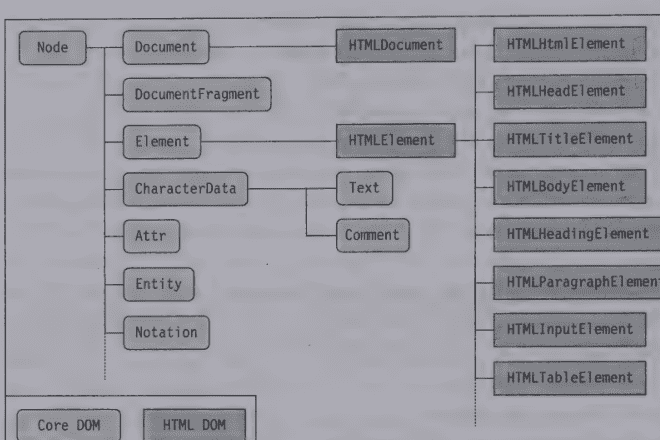 Node
Document
HTMLDocument
HTMLHtmlElement
DocumentFragment
HTMLHeadElement
Element
HTMLElement
HTMLTitleElement
CharacterData
Text
HTMLBodyElement
Attr
Comment
HTMLHeadingElement
Entity
HTMLParagraphElement
Notation
HTMLInputElement
HTMLTableElement
Core DOM
HTML DOM